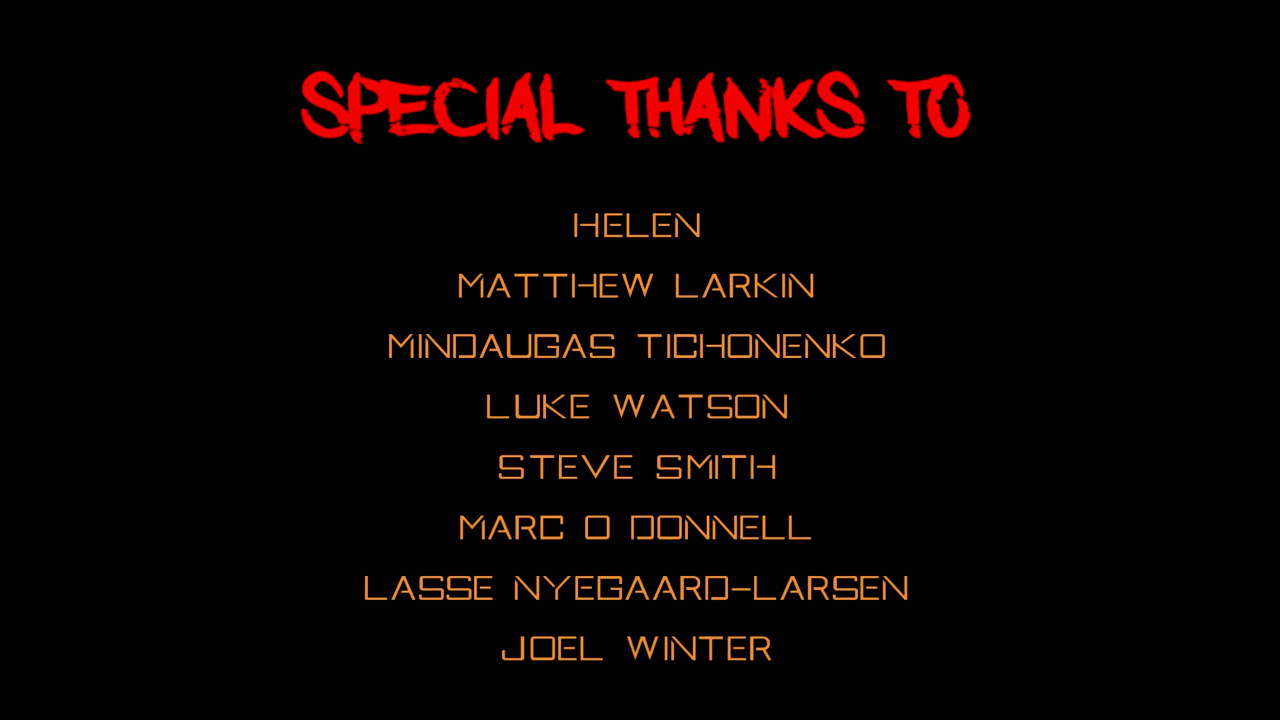 SPECIAL THANKS TO
HELEN
MATTHEW LARKIN
MINDAUGAS TICHONENKO
LUKE WATSON
STEVE SMITH
MARC O DONNELL
LASSE NYEGAARD-LARSEN
JOEL WINTER